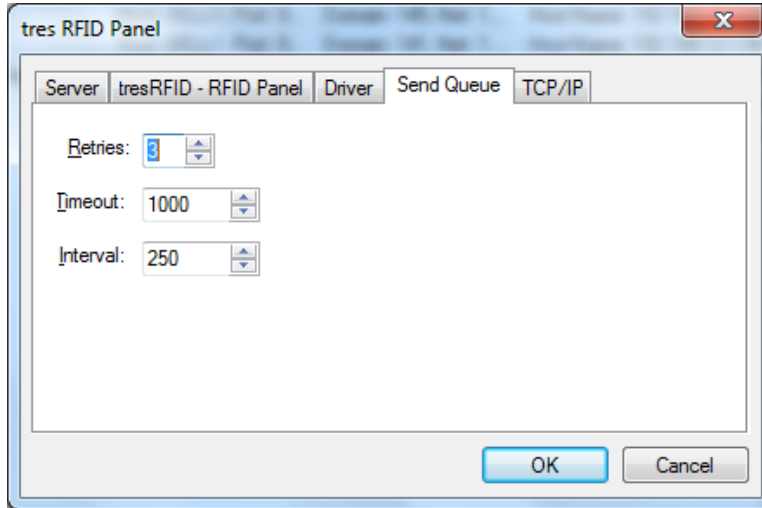 tres RFID Panel
Server tresRFID - RFID Panel Driver Send Queue TCP/IP
Retries: 3
Timeout: 1000
Interval: 250
OK Cancel